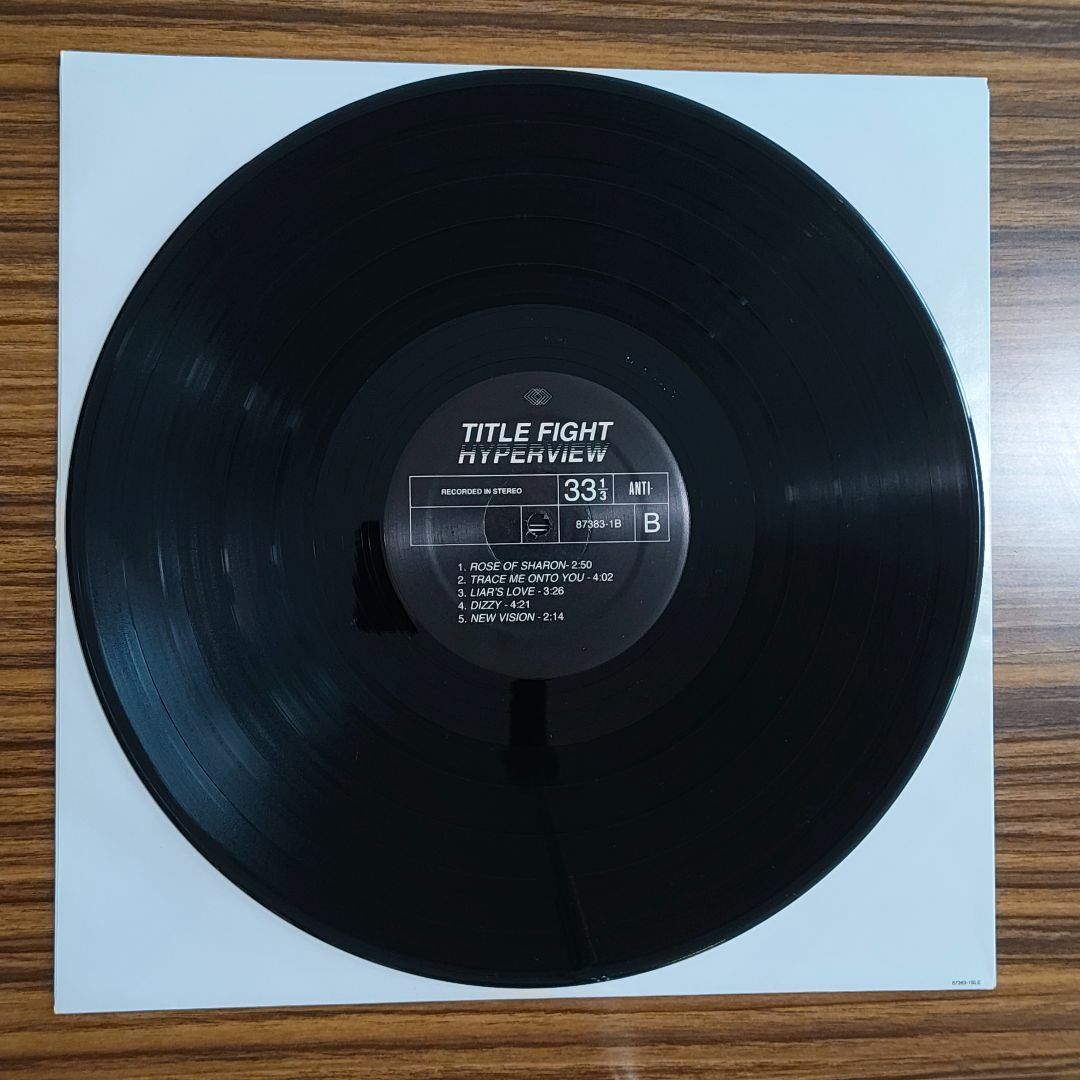 TITLE FIGHT
HYPERVIEW
RECORDED IN STEREO 33 1/3 ANTI-
87383-1B B
1. ROSE OF SHARON- 2:50
2. TRACE ME ONTO YOU - 4:02
3. LIAR'S LOVE - 3:26
4. DIZZY - 4:21
5. NEW VISION - 2:14